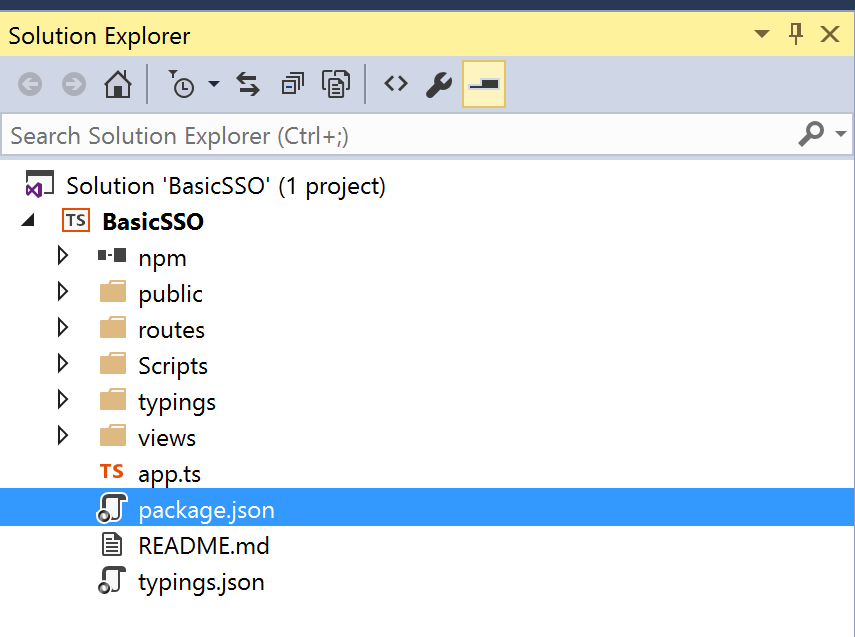 Solution Explorer
Search Solution Explorer (Ctrl+;)
Solution 'BasicSSO' (1 project)
TS BasicSSO
npm
public
routes
Scripts
typings
views
TS app.ts
package.json
README.md
typings.json